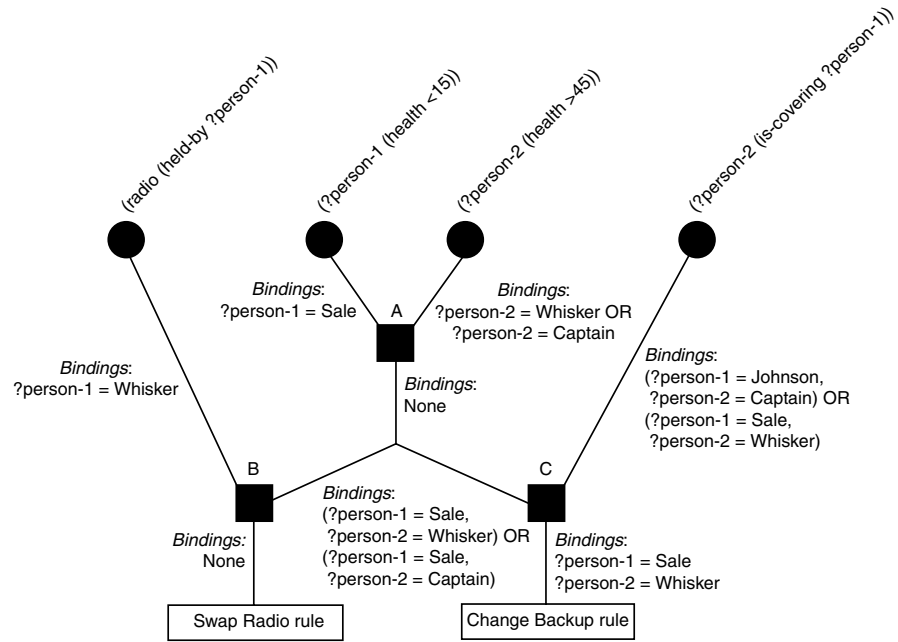 (radio (held-by ?person-1))
(?person-1 (health <15))
(?person-2 (health >45))
(?person-2 (is-covering ?person-1))
Bindings:
?person-1 = Sale
A
Bindings:
?person-2 = Whisker OR
?person-2 = Captain
Bindings:
?person-1 = Whisker
Bindings:
None
Bindings:
(?person-1 = Johnson,
?person-2 = Captain) OR
(?person-1 = Sale,
?person-2 = Whisker)
B
C
Bindings:
None
Bindings:
(?person-1 = Sale,
?person-2 = Whisker) OR
(?person-1 = Sale,
?person-2 = Captain)
Bindings:
?person-1 = Sale
?person-2 = Whisker
Swap Radio rule
Change Backup rule